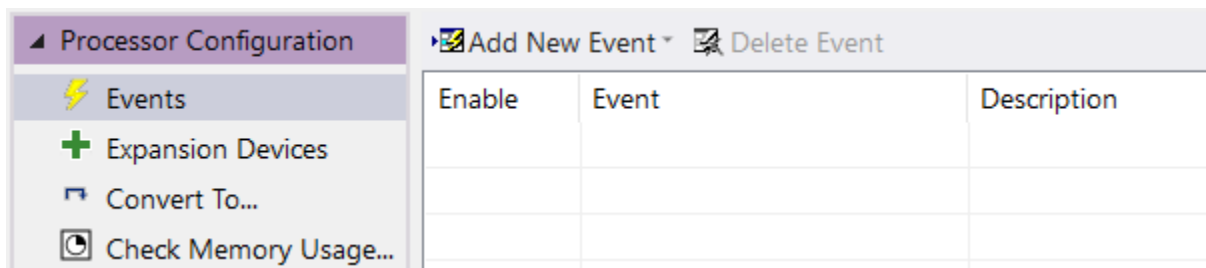 Processor Configuration
Events
Expansion Devices
Convert To...
Check Memory Usage...
Add New Event Delete Event
Enable Event Description